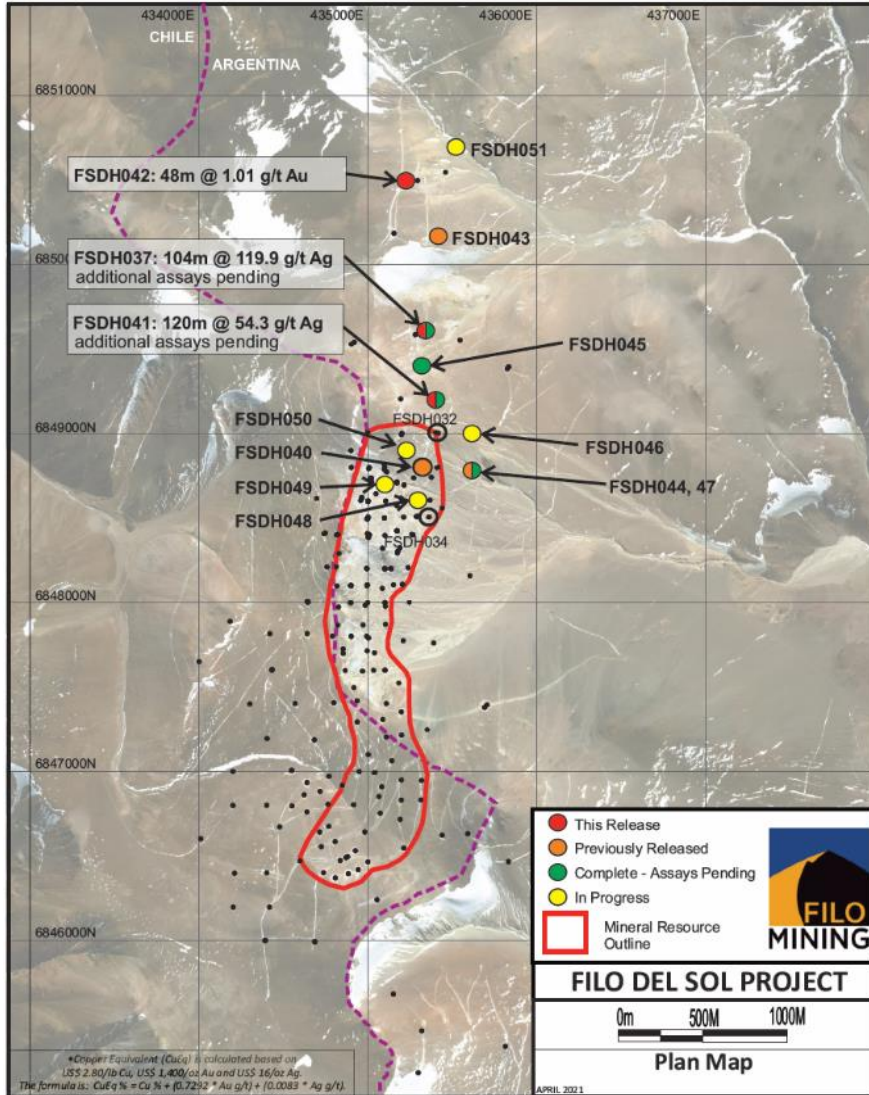 434000E
435000E
436000E
437000E
CHILE
ARGENTINA
6851000N
FSDH051
FSDH042: 48m @ 1.01 g/t Au
FSDH043
6850000N
FSDH037: 104m @ 119.9 g/t Ag
additional assays pending
FSDH041: 120m @ 54.3 g/t Ag
additional assays pending
FSDH045
6849000N
FSDH032
FSDH050
FSDH046
FSDH040
FSDH049
FSDH044, 47
FSDH048
FSDH034
6848000N
6847000N
This Release
Previously Released
Complete - Assays Pending
In Progress
Mineral Resource
Outline
FILO
MINING
6846000N
FILO DEL SOL PROJECT
0m 500M 1000M
Plan Map
APRIL 2021
*Copper Equivalent (CuEq) is calculated based on
US$ 2.80/lb Cu, US$ 1,400/oz Au and US$ 16/oz Ag.
The formula is: CuEq % = Cu % + (0.7292 * Au g/t) + (0.0083 * Ag g/t).